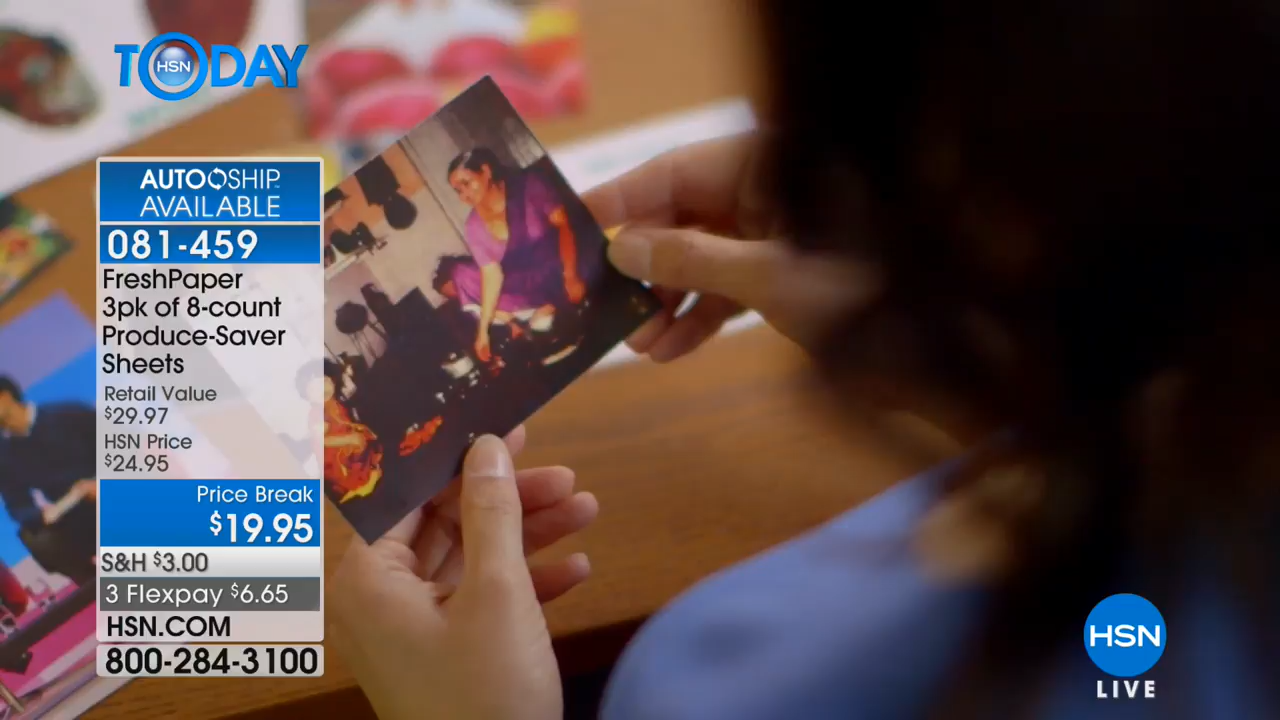 TODAY
HSN
AUTOSHIP
AVAILABLE
081-459
FreshPaper
3pk of 8-count
Produce-Saver
Sheets
Retail Value
$29.97
HSN Price
$24.95
Price Break
$19.95
S&H $3.00
3 Flexpay $6.65
HSN.COM
800-284-3100
HSN
LIVE